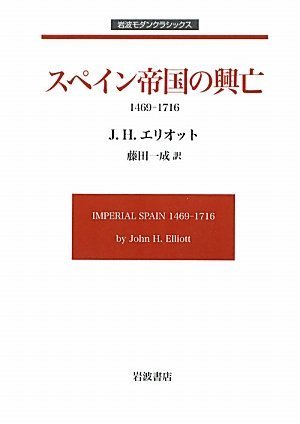 岩波モダンクラシックス
スペイン帝国の興亡
1469-1716
J. H. エリオット
藤田一成 訳
IMPERIAL SPAIN 1469-1716
by John H. Elliott
岩波書店